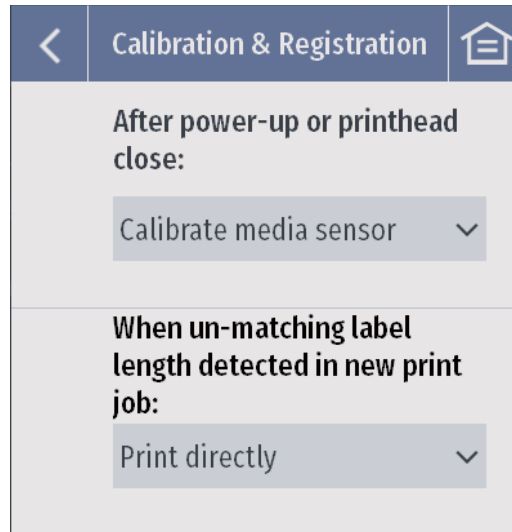 Calibration & Registration
After power-up or printhead
close:
Calibrate media sensor
When un-matching label
length detected in new print
job:
Print directly